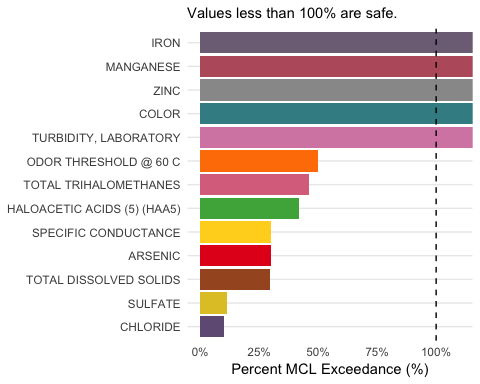 Values less than 100% are safe.
IRON
MANGANESE
ZINC
COLOR
TURBIDITY, LABORATORY
ODOR THRESHOLD @ 60 C
TOTAL TRIHALOMETHANES
HALOACETIC ACIDS (5) (HAA5)
SPECIFIC CONDUCTANCE
ARSENIC
TOTAL DISSOLVED SOLIDS
SULFATE
CHLORIDE
0% 25% 50% 75% 100%
Percent MCL Exceedance (%)